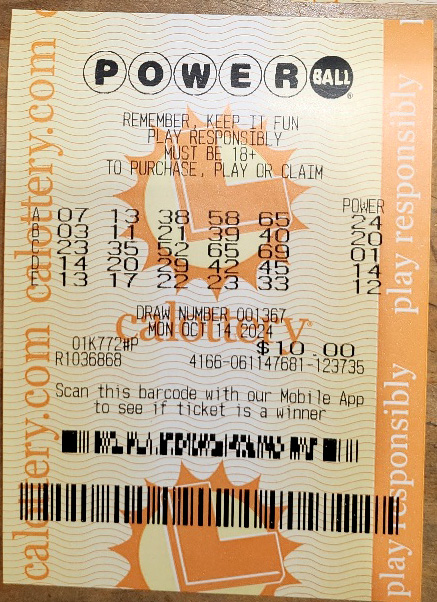 POWER BALL
REMEMBER, KEEP IT FUN
PLAY RESPONSIBLY
MUST BE 18+
TO PURCHASE, PLAY OR CLAIM
POWER
A 07 13 38 58 65 24
B 03 11 21 39 40 20
C 23 35 52 65 69 01
D 14 20 29 42 45 14
E 13 17 22 23 33 12
DRAW NUMBER 001367
MON OCT 14 2024
calottery
01K772#P $10.00
R1036868 4166-061147681-123735
Scan this barcode with our Mobile App
to see if ticket is a winner
calottery.com calottery.com
play responsibly play responsibly